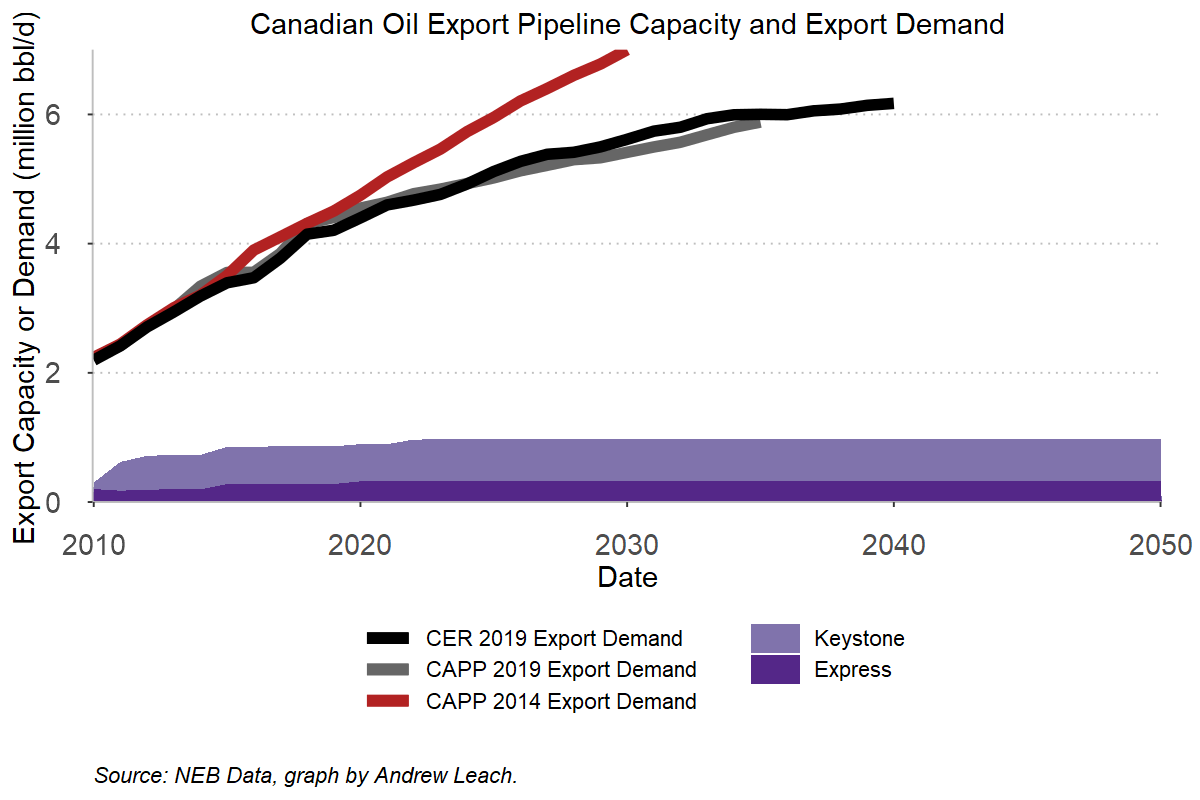 Canadian Oil Export Pipeline Capacity and Export Demand
Export Capacity or Demand (million bbl/d)
6
4
2
0
2010 2020 2030 2040 2050
Date
CER 2019 Export Demand
CAPP 2019 Export Demand
CAPP 2014 Export Demand
Keystone
Express
Source: NEB Data, graph by Andrew Leach.